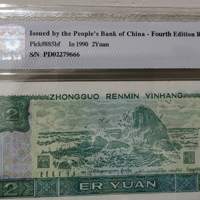 Issued by the People's Bank of China - Fourth Edition R
Pick#885bf In 1990 2Yuan
S/N: PD02279666
ZHONGGUO RENMIN YINHANG
2
2
ER YUAN